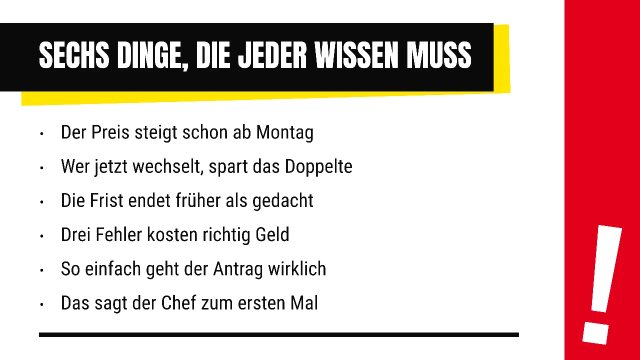 SECHS DINGE, DIE JEDER WISSEN MUSS
· Der Preis steigt schon ab Montag
· Wer jetzt wechselt, spart das Doppelte
· Die Frist endet früher als gedacht
· Drei Fehler kosten richtig Geld
· So einfach geht der Antrag wirklich
· Das sagt der Chef zum ersten Mal
!